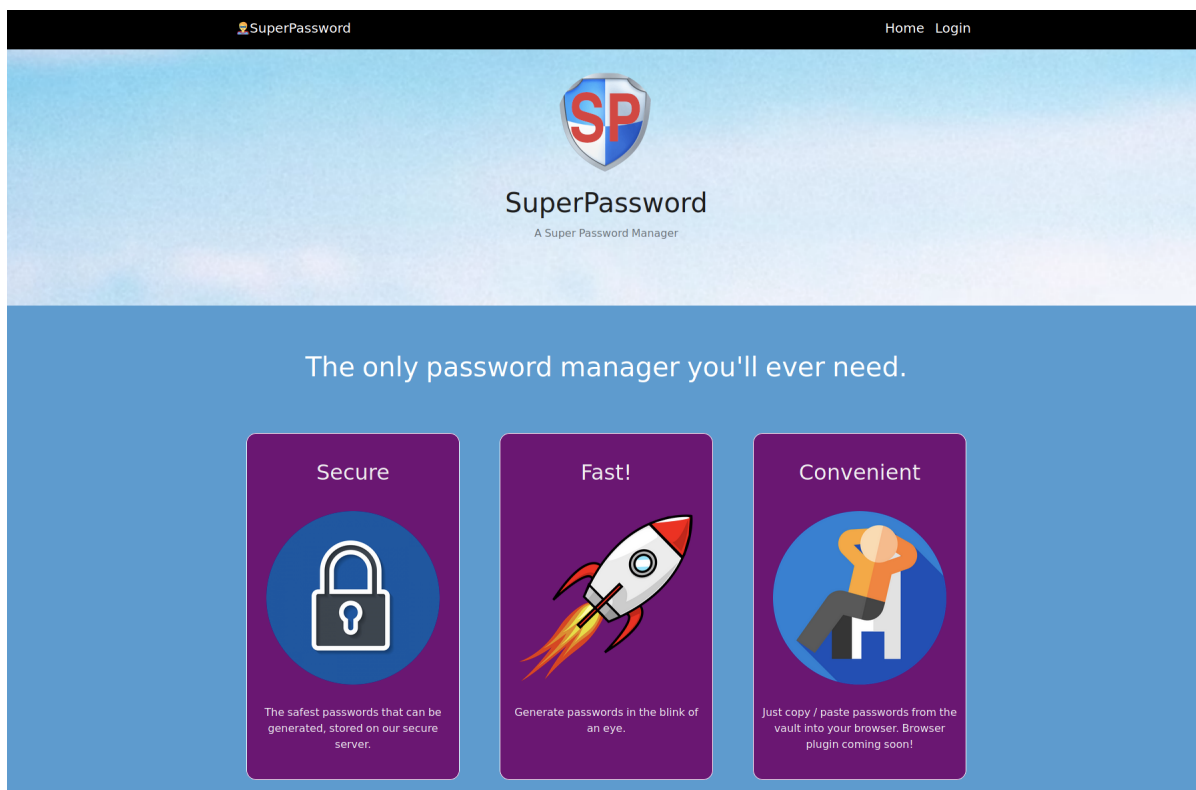 SuperPassword
Home Login
SP
SuperPassword
A Super Password Manager
The only password manager you'll ever need.
Secure
The safest passwords that can be
generated, stored on our secure
server.
Fast!
Generate passwords in the blink of
an eye.
Convenient
Just copy / paste passwords from the
vault into your browser. Browser
plugin coming soon!